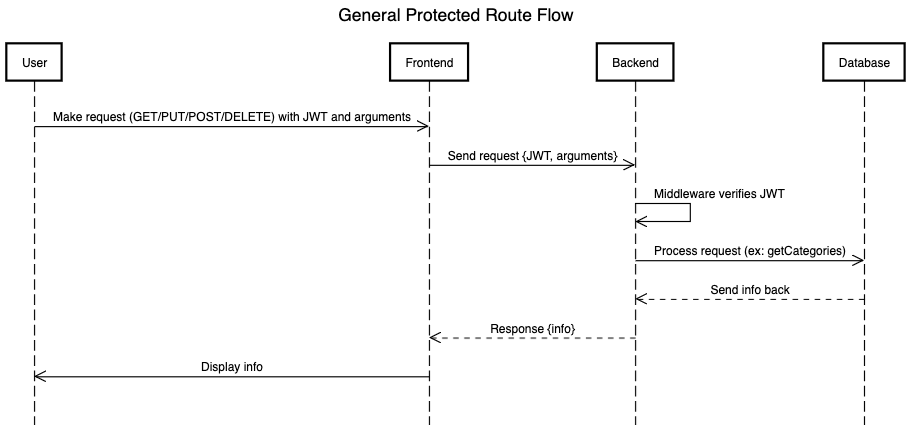 General Protected Route Flow
User
Frontend
Backend
Database
Make request (GET/PUT/POST/DELETE) with JWT and arguments
Send request {JWT, arguments}
Middleware verifies JWT
Process request (ex: getCategories)
Send info back
Response {info}
Display info